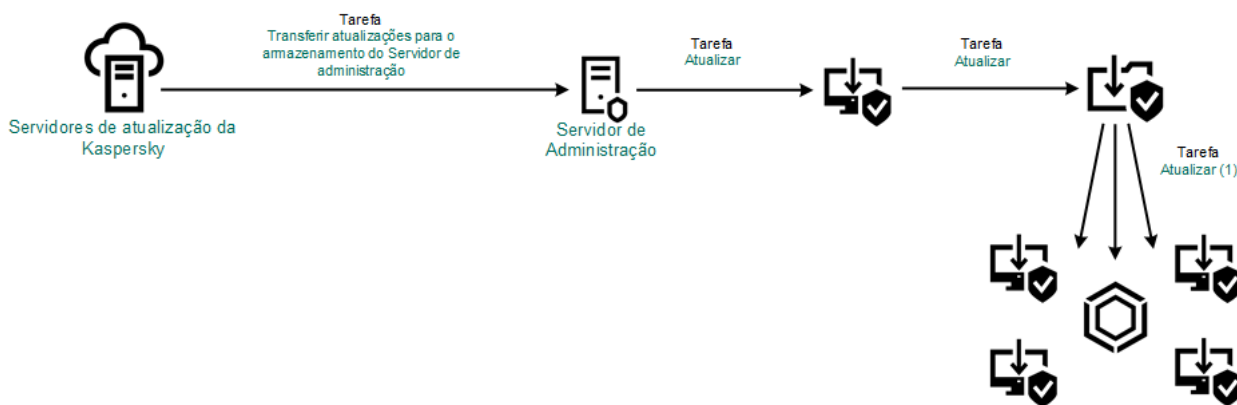 Tarefa
Transferir atualizações para o
armazenamento do Servidor de
administração
Tarefa
Atualizar
Tarefa
Atualizar
Servidores de atualização da
Kaspersky
Servidor de
Administração
Tarefa
Atualizar (1)